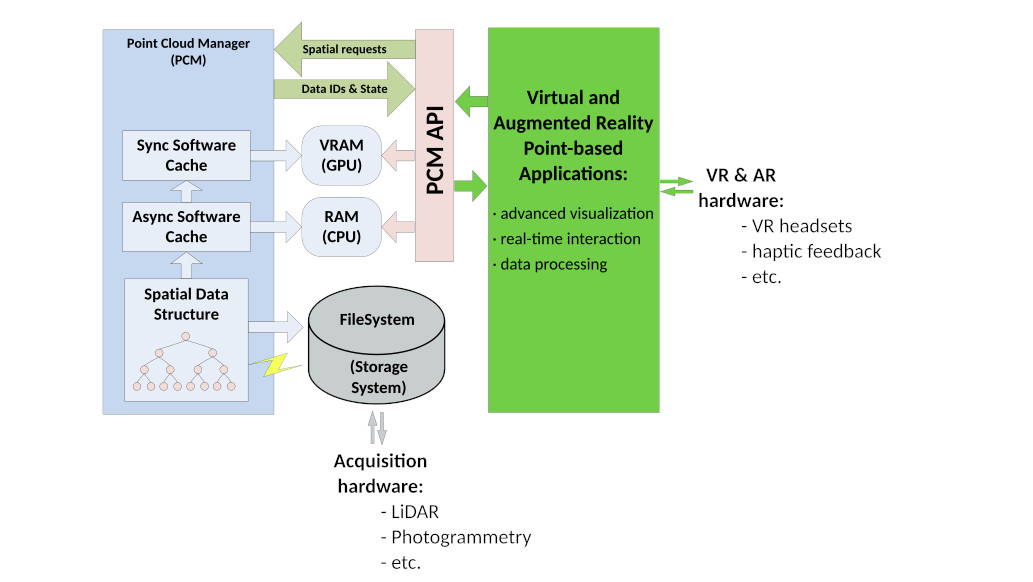 Point Cloud Manager
(PCM)
Spatial requests
Data IDs & State
Sync Software
Cache
VRAM
(GPU)
Async Software
Cache
RAM
(CPU)
PCM API
Spatial Data
Structure
FileSystem
(Storage
System)
Virtual and
Augmented Reality
Point-based
Applications:
· advanced visualization
· real-time interaction
· data processing
VR & AR
hardware:
- VR headsets
- haptic feedback
- etc.
Acquisition
hardware:
- LiDAR
- Photogrammetry
- etc.